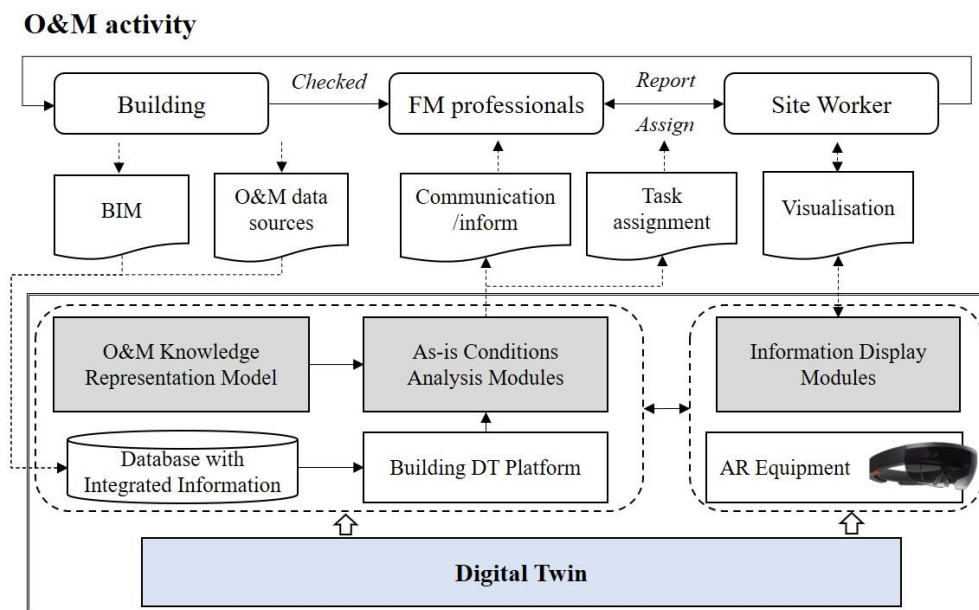 O&M activity
Building
Checked
FM professionals
Report
Assign
Site Worker
BIM
O&M data
sources
Communication
/inform
Task
assignment
Visualisation
O&M Knowledge
Representation Model
As-is Conditions
Analysis Modules
Information Display
Modules
Database with
Integrated Information
Building DT Platform
AR Equipment
Digital Twin